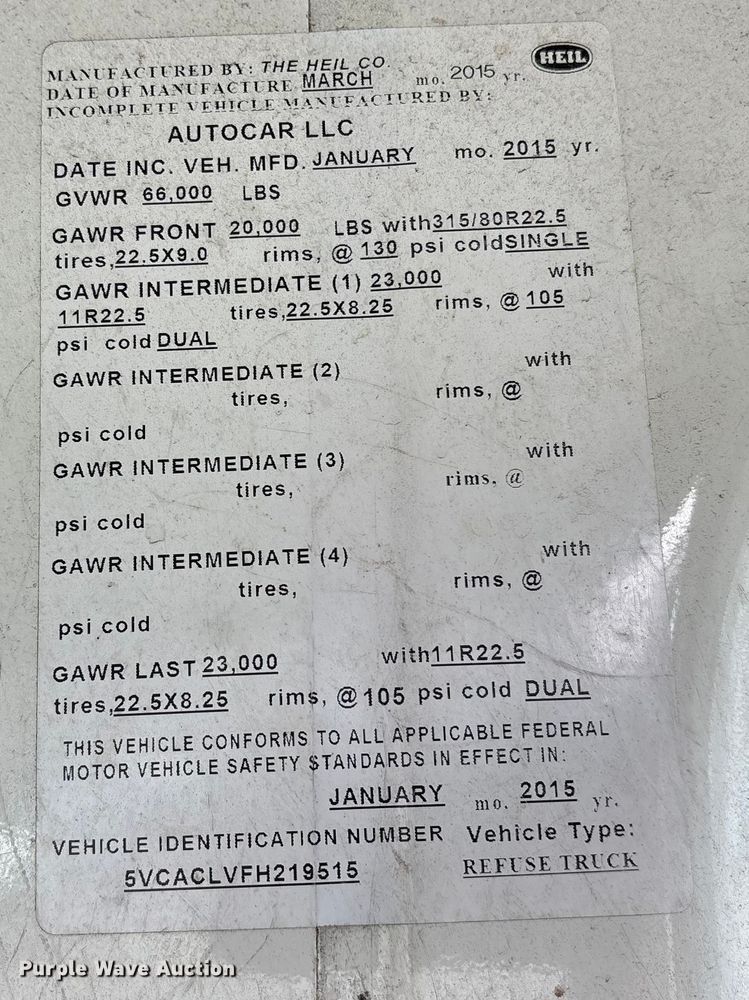 HEIL
MANUFACTURED BY: THE HEIL CO.
DATE OF MANUFACTURE MARCH mo. 2015 yr.
INCOMPLETE VEHICLE MANUFACTURED BY:
AUTOCAR LLC
DATE INC. VEH. MFD. JANUARY mo. 2015 yr.
GVWR 66,000 LBS
GAWR FRONT 20,000 LBS with 315/80R22.5
tires, 22.5X9.0 rims, @ 130 psi cold SINGLE
GAWR INTERMEDIATE (1) 23,000 with
11R22.5 tires, 22.5X8.25 rims, @ 105
psi cold DUAL
GAWR INTERMEDIATE (2) with
tires, rims, @
psi cold
GAWR INTERMEDIATE (3) with
tires, rims, @
psi cold
GAWR INTERMEDIATE (4) with
tires, rims, @
psi cold
GAWR LAST 23,000 with 11R22.5
tires, 22.5X8.25 rims, @ 105 psi cold DUAL
THIS VEHICLE CONFORMS TO ALL APPLICABLE FEDERAL
MOTOR VEHICLE SAFETY STANDARDS IN EFFECT IN:
JANUARY mo. 2015 yr.
VEHICLE IDENTIFICATION NUMBER Vehicle Type:
5VCACLVFH219515 REFUSE TRUCK
Purple Wave Auction